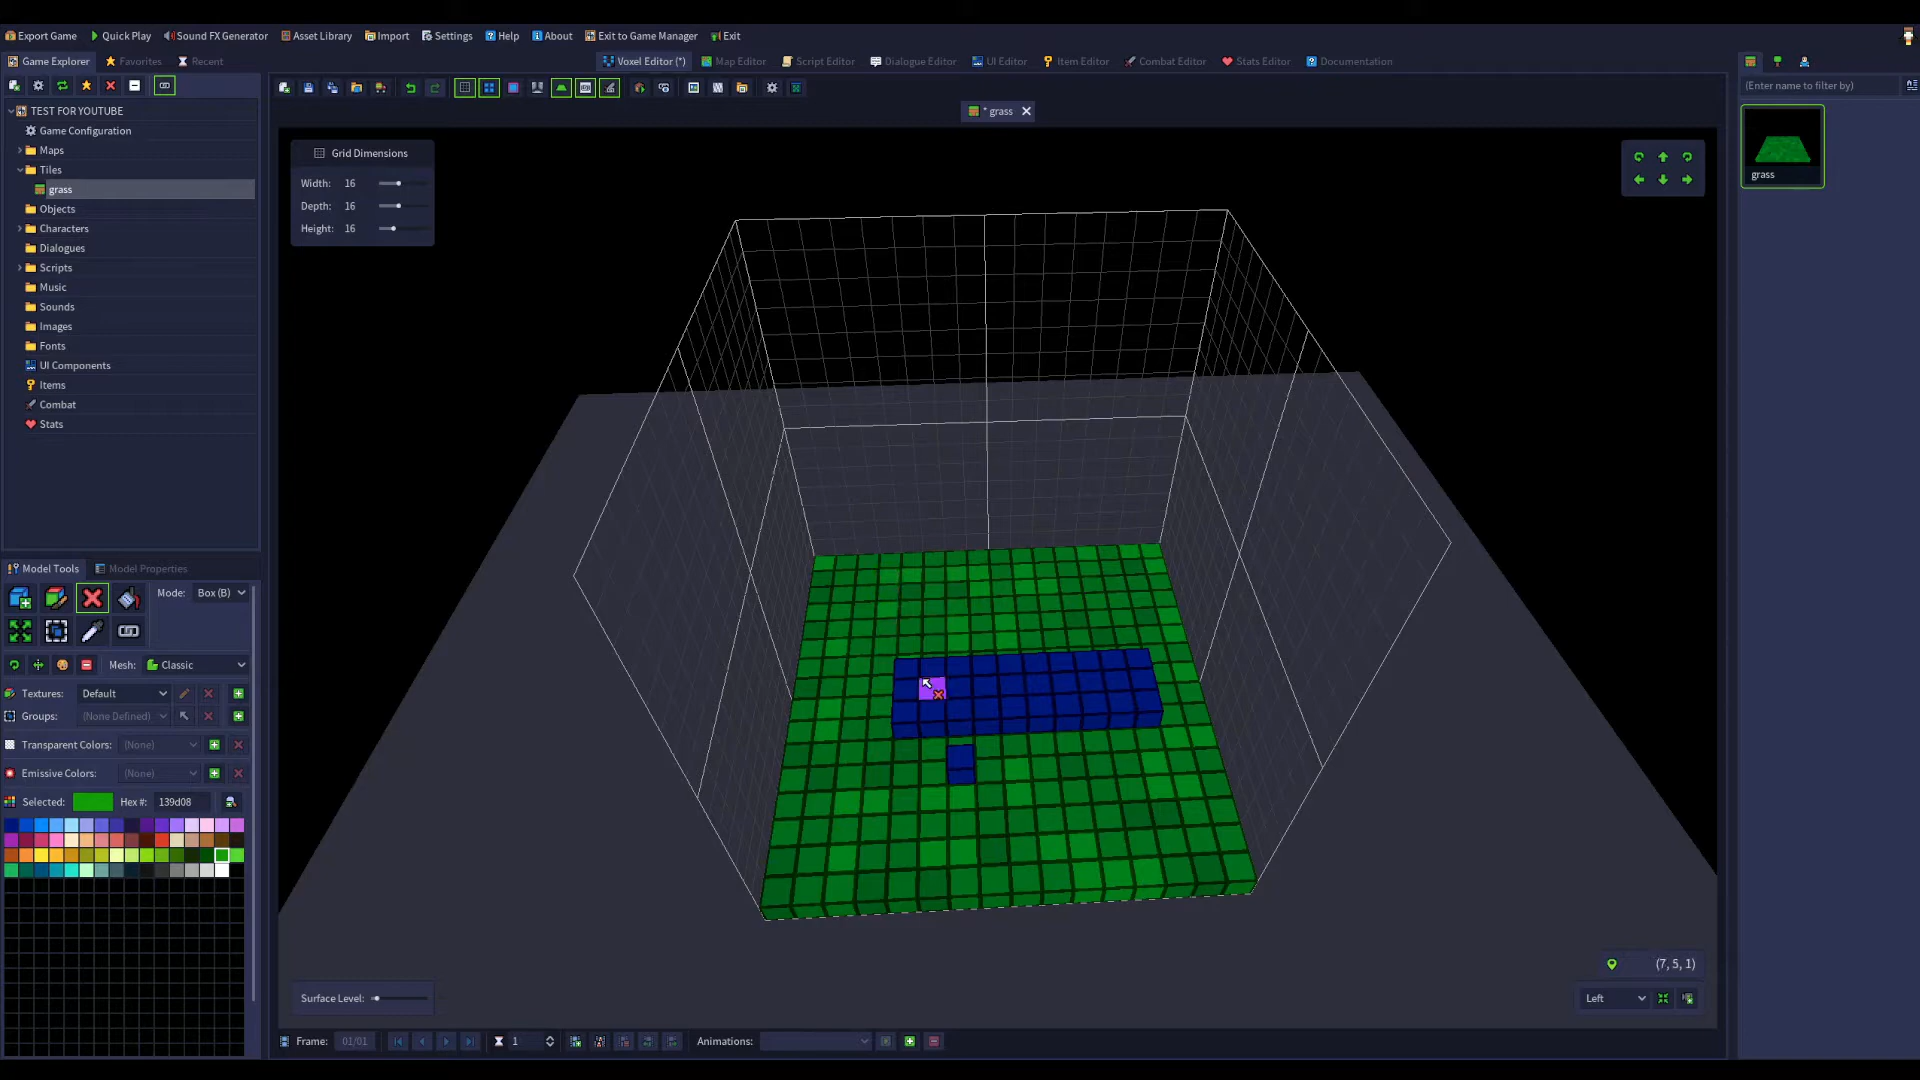 Export Game Quick Play Sound FX Generator Asset Library Import Settings Help About Exit to Game Manager Exit
Game Explorer Favorites Recent
Voxel Editor (*) Map Editor Script Editor Dialogue Editor UI Editor Item Editor Combat Editor Stats Editor Documentation
(Enter name to filter by)
* grass
TEST FOR YOUTUBE
Game Configuration
Maps
Tiles
grass
Objects
Characters
Dialogues
Scripts
Music
Sounds
Images
Fonts
UI Components
Items
Combat
Stats
Grid Dimensions
Width: 16
Depth: 16
Height: 16
grass
Model Tools Model Properties
Mode: Box (B)
Mesh: Classic
Textures: Default
Groups: (None Defined)
Transparent Colors: (None)
Emissive Colors: (None)
Selected: Hex #: 139d08
(7, 5, 1)
Surface Level:
Left
Frame: 01/01 1 Animations: